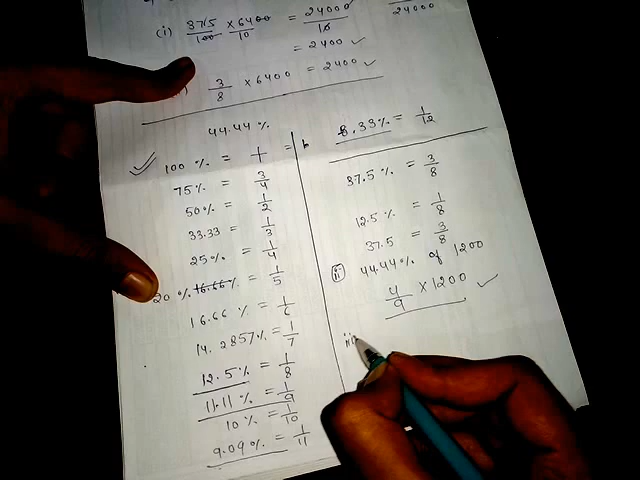 (i) 375/100 × 6400/10 = 24000/10
24000
= 2400 ✓
3/8 × 6400 = 2400 ✓
44.44 %
100 % = 1
75% = 3/4
50% = 1/2
33.33 = 1/3
25% = 1/4
20 % 16.66% = 1/5
16.66 % = 1/6
14.2857% = 1/7
12.5% = 1/8
11.11 % = 1/9
10 % = 1/10
9.09% = 1/11
8.33% = 1/12
37.5 % = 3/8
12.5 % = 1/8
37.5 = 3/8
(ii) 44.44% of 1200
4/9 × 1200 ✓
iii